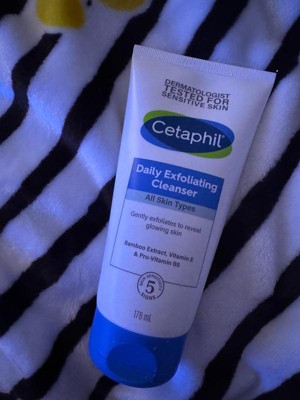 DERMATOLOGIST
TESTED FOR
SENSITIVE SKIN
Cetaphil
Daily Exfoliating
Cleanser
All Skin Types
Gently exfoliates to reveal
glowing skin
Bamboo Extract, Vitamin E
& Pro-Vitamin B5
5
SIGNS
178 mL